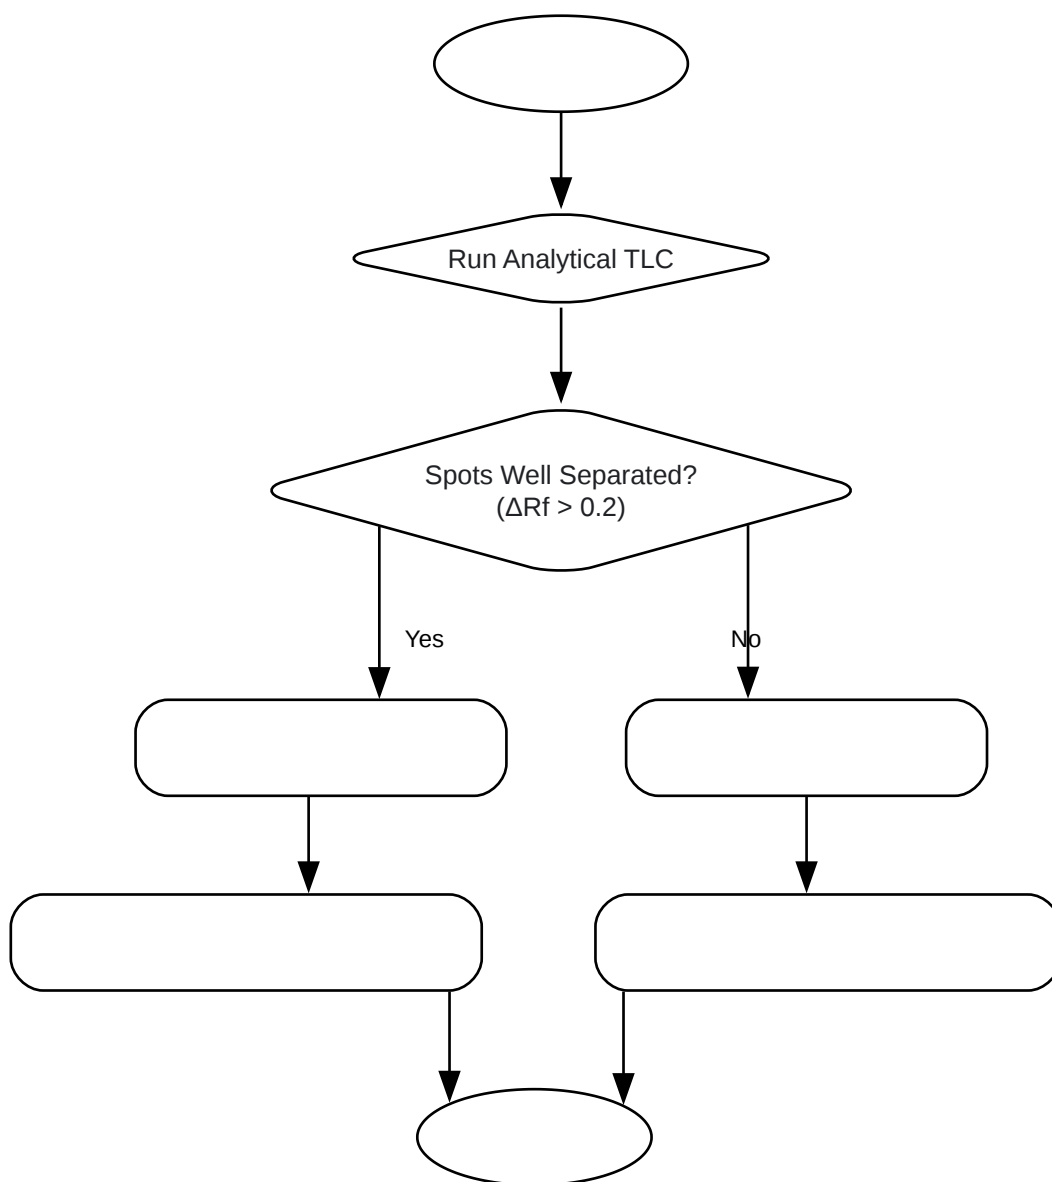 Run Analytical TLC
Spots Well Separated?
(ΔRf > 0.2)
Yes
No